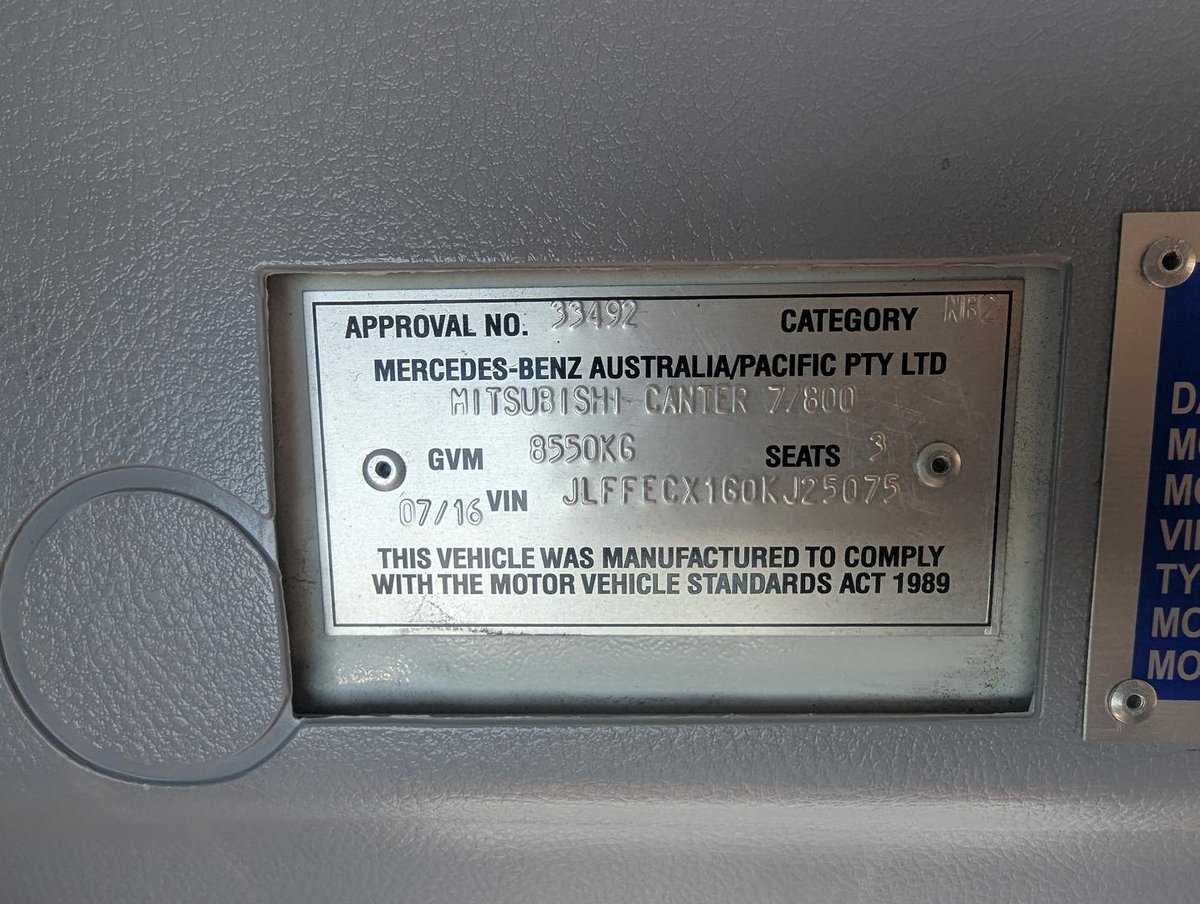 APPROVAL NO. 33492 CATEGORY NB2
MERCEDES-BENZ AUSTRALIA/PACIFIC PTY LTD
MITSUBISHI CANTER 7/800
GVM 8550KG SEATS 3
07/16 VIN JLFFECX1G0KJ25075
THIS VEHICLE WAS MANUFACTURED TO COMPLY
WITH THE MOTOR VEHICLE STANDARDS ACT 1989